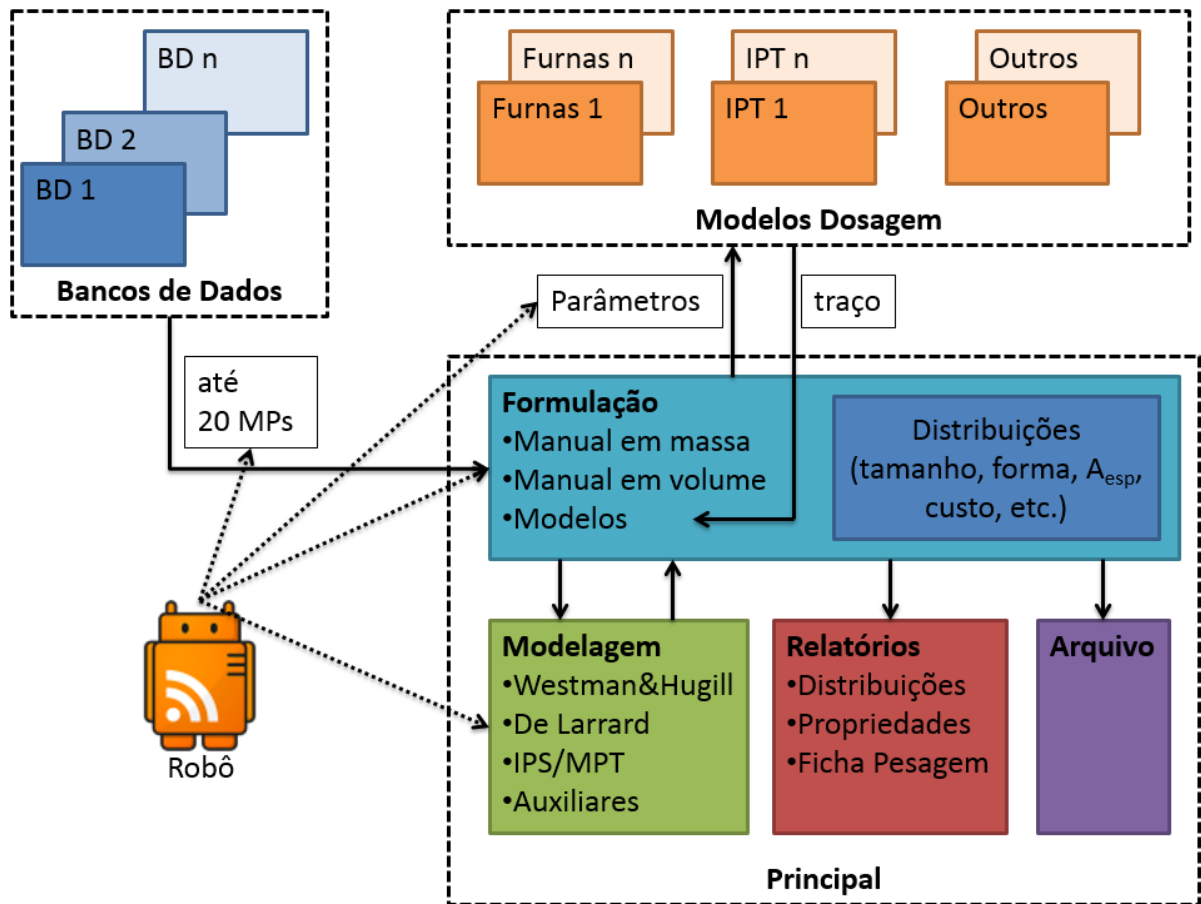 BD n
BD 2
BD 1
Bancos de Dados
Furnas n
Furnas 1
IPT n
IPT 1
Outros
Outros
Modelos Dosagem
até
20 MPs
Parâmetros
traço
Formulação
•Manual em massa
•Manual em volume
•Modelos
Distribuições
(tamanho, forma, Aesp,
custo, etc.)
Robô
Modelagem
•Westman&Hugill
•De Larrard
•IPS/MPT
•Auxiliares
Relatórios
•Distribuições
•Propriedades
•Ficha Pesagem
Arquivo
Principal